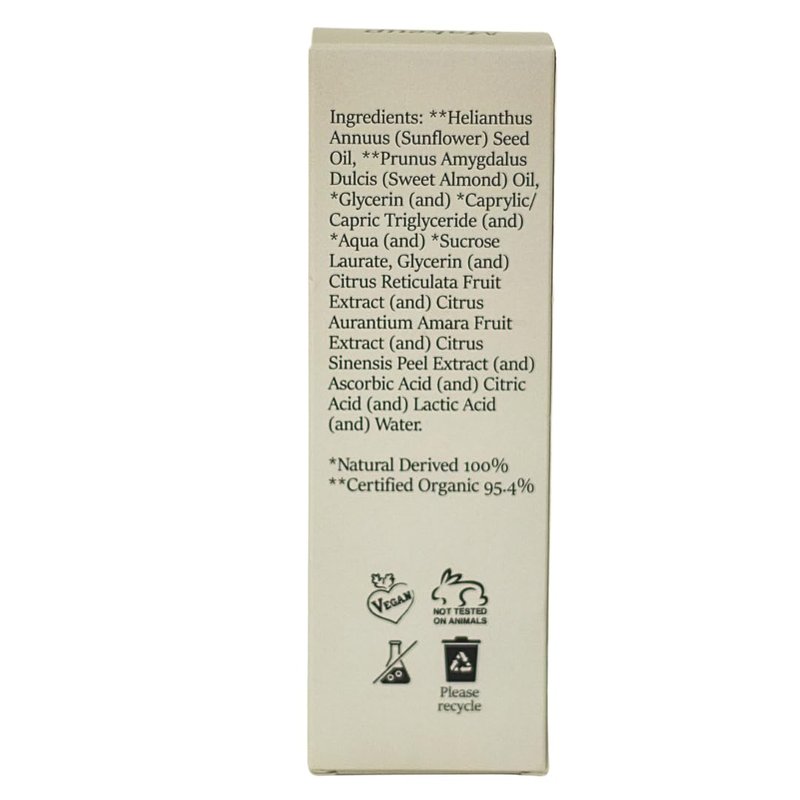 Makeup
Ingredients: **Helianthus
Annuus (Sunflower) Seed
Oil, **Prunus Amygdalus
Dulcis (Sweet Almond) Oil,
*Glycerin (and) *Caprylic/
Capric Triglyceride (and)
*Aqua (and) *Sucrose
Laurate, Glycerin (and)
Citrus Reticulata Fruit
Extract (and) Citrus
Aurantium Amara Fruit
Extract (and) Citrus
Sinensis Peel Extract (and)
Ascorbic Acid (and) Citric
Acid (and) Lactic Acid
(and) Water.
*Natural Derived 100%
**Certified Organic 95.4%
VEGAN
NOT TESTED
ON ANIMALS
Please
recycle